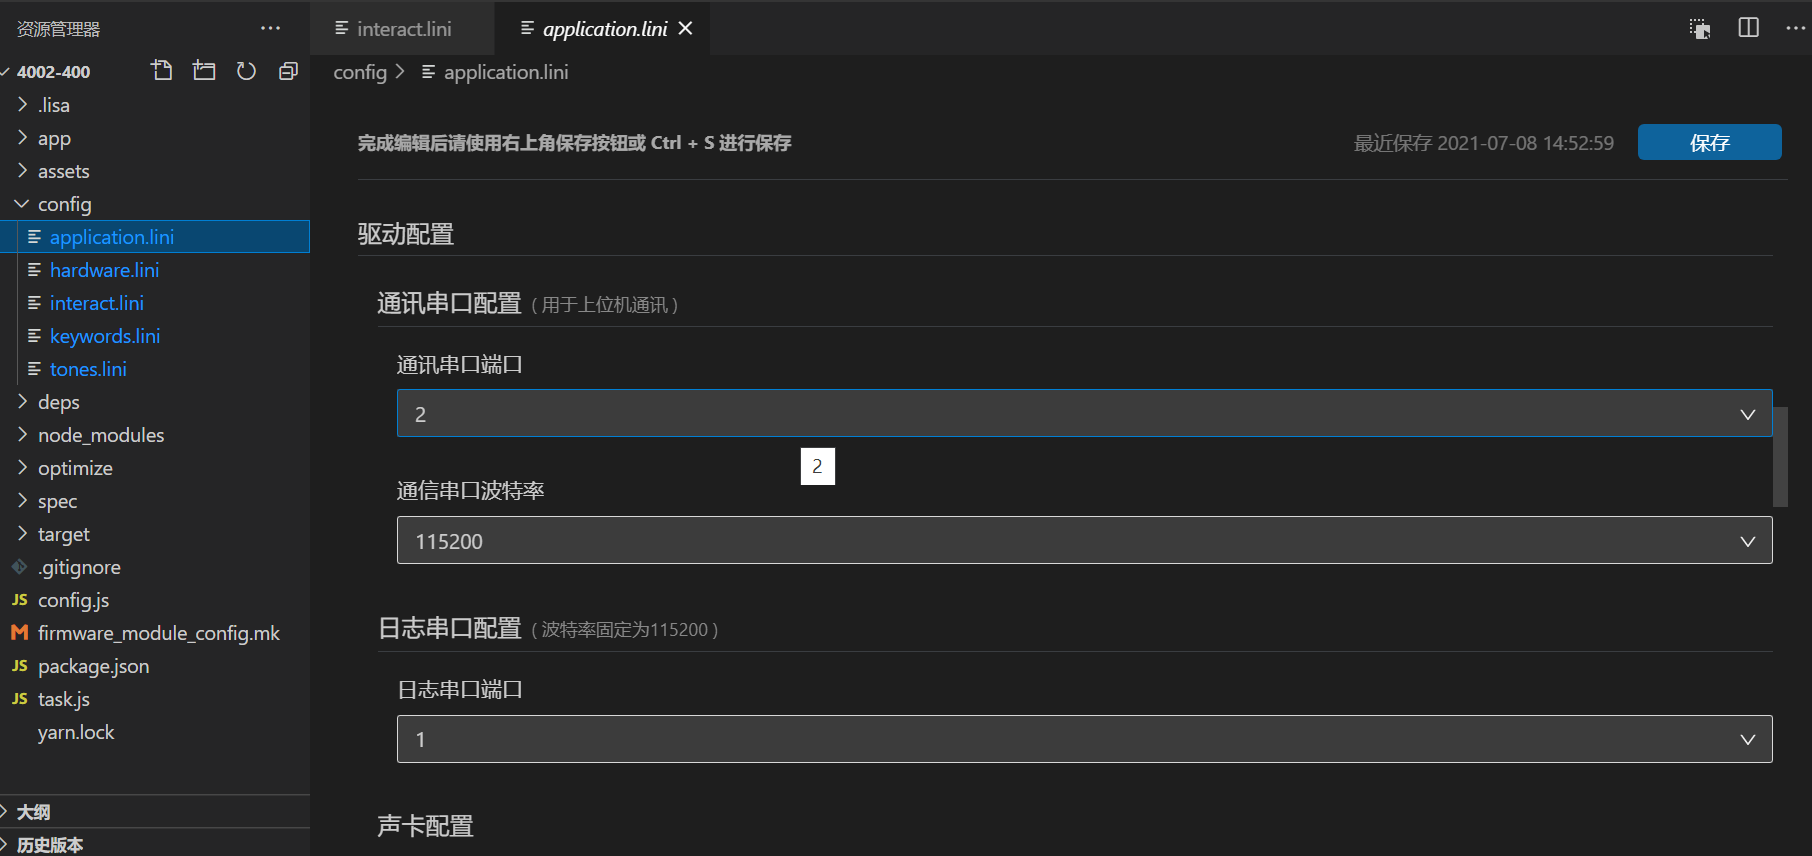 资源管理器
4002-400
.lisa
app
assets
config
application.lini
hardware.lini
interact.lini
keywords.lini
tones.lini
deps
node_modules
optimize
spec
target
.gitignore
JS config.js
firmware_module_config.mk
JS package.json
JS task.js
yarn.lock
大纲
历史版本
interact.lini
application.lini
config > application.lini
完成编辑后请使用右上角保存按钮或 Ctrl + S 进行保存
最近保存 2021-07-08 14:52:59
保存
驱动配置
通讯串口配置 ( 用于上位机通讯 )
通讯串口端口
2
2
通信串口波特率
115200
日志串口配置 ( 波特率固定为115200 )
日志串口端口
1
声卡配置